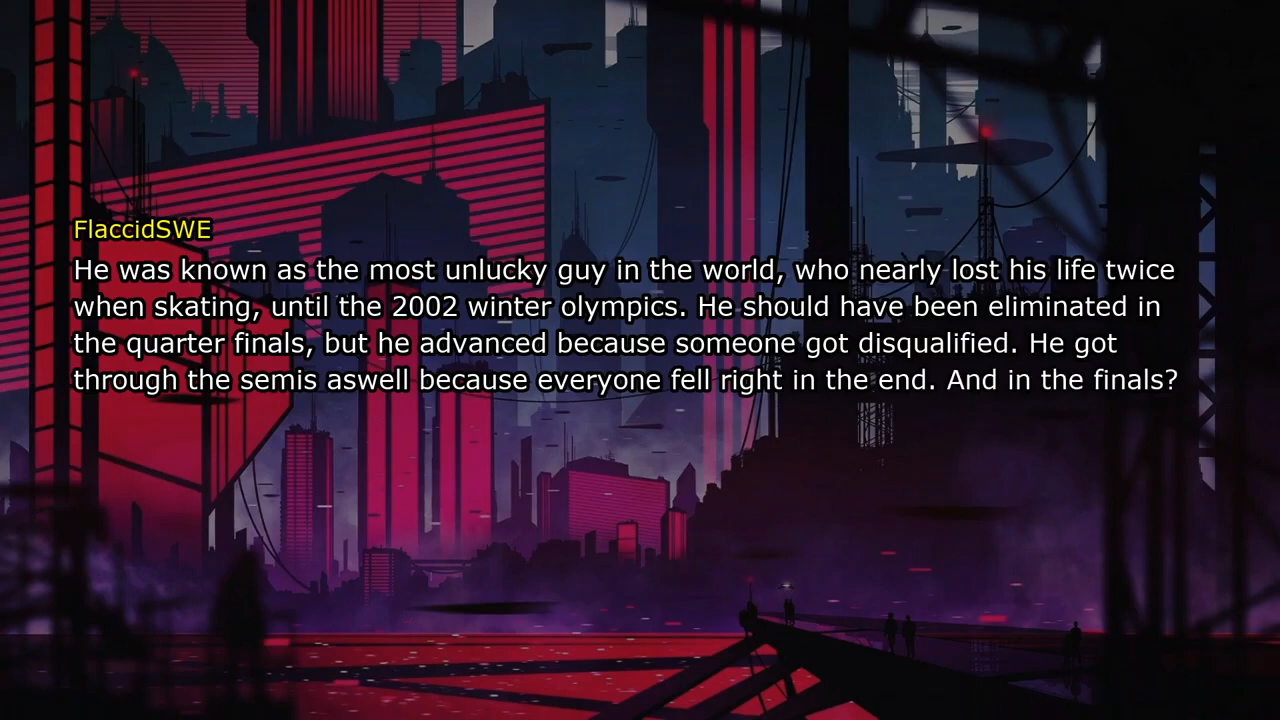 FlaccidSWE
He was known as the most unlucky guy in the world, who nearly lost his life twice
when skating, until the 2002 winter olympics. He should have been eliminated in
the quarter finals, but he advanced because someone got disqualified. He got
through the semis aswell because everyone fell right in the end. And in the finals?